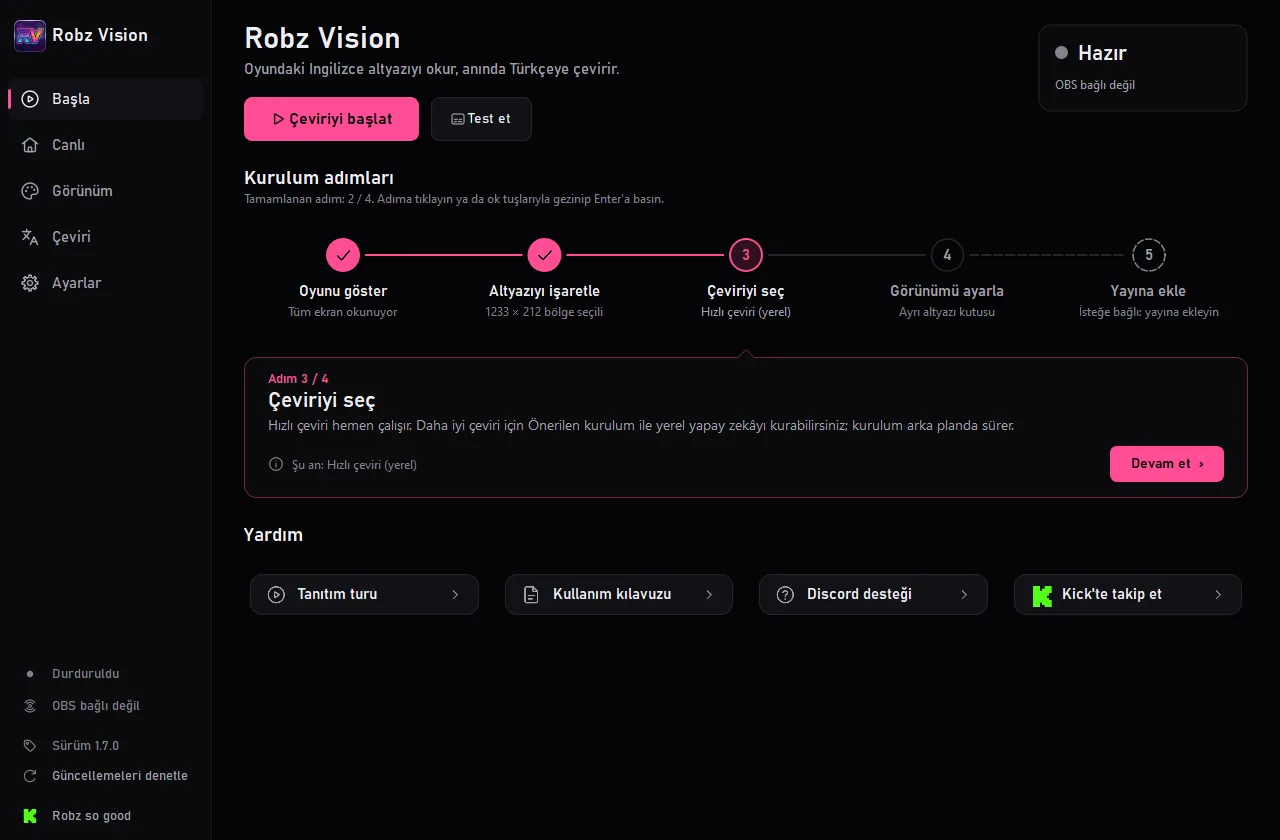 Robz Vision
Başla
Canlı
Görünüm
Çeviri
Ayarlar
Durduruldu
OBS bağlı değil
Sürüm 1.7.0
Güncellemeleri denetle
Robz so good
Robz Vision
Oyundaki Ingilizce altyazıyı okur, anında Türkçeye çevirir.
Çeviriyi başlat
Test et
Hazır
OBS bağlı değil
Kurulum adımları
Tamamlanan adım: 2 / 4. Adıma tıklayın ya da ok tuşlarıyla gezinip Enter'a basın.
3
4
5
Oyunu göster
Altyazıyı işaretle
Çeviriyi seç
Görünümü ayarla
Yayına ekle
Tüm ekran okunuyor
1233 × 212 bölge seçili
Hızlı çeviri (yerel)
Ayrı altyazı kutusu
İsteğe bağlı: yayına ekleyin
Adım 3 / 4
Çeviriyi seç
Hızlı çeviri hemen çalışır. Daha iyi çeviri için Önerilen kurulum ile yerel yapay zekâyı kurabilirsiniz; kurulum arka planda sürer.
Şu an: Hızlı çeviri (yerel)
Devam et ›
Yardım
Tanıtım turu
Kullanım kılavuzu
Discord desteği
Kick'te takip et